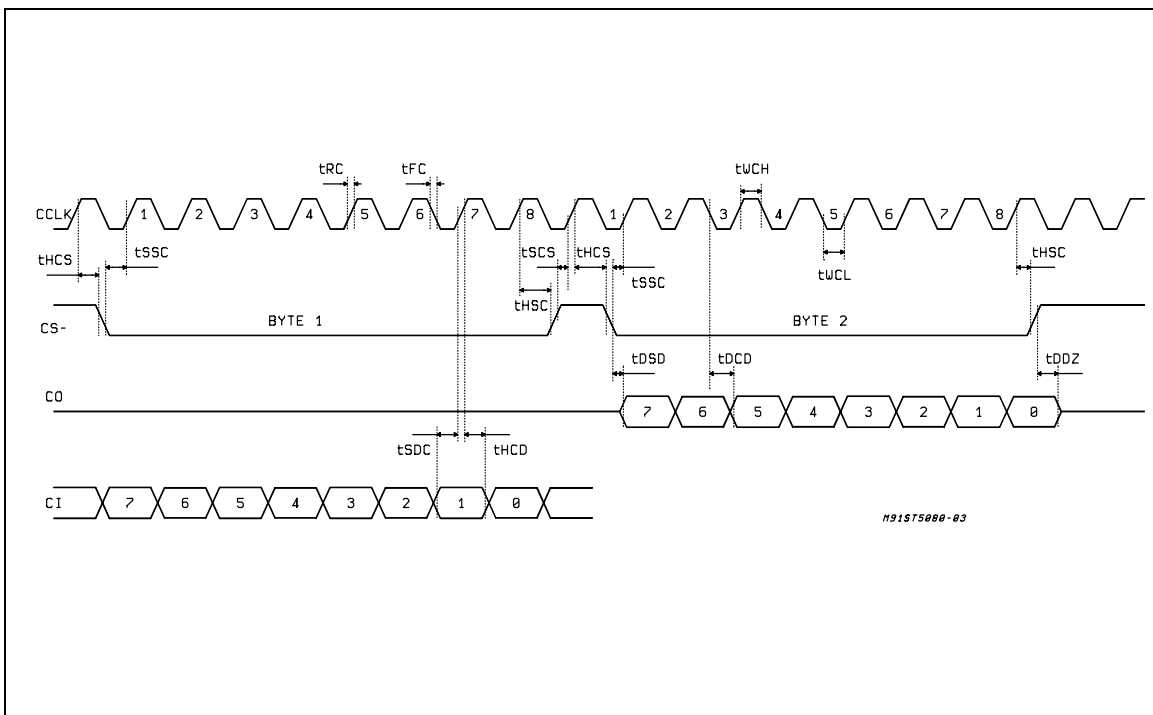 tRC tFC tWCH
CCLK 1 2 3 4 5 6 7 8 1 2 3 4 5 6 7 8
tHCS tSSC tSCS tHCS tSSC tWCL tHSC
tHSC
CS- BYTE 1 BYTE 2
tDSD tDCD tDDZ
CO 7 6 5 4 3 2 1 0
tSDC tHCD
CI 7 6 5 4 3 2 1 0
M91ST5080-03